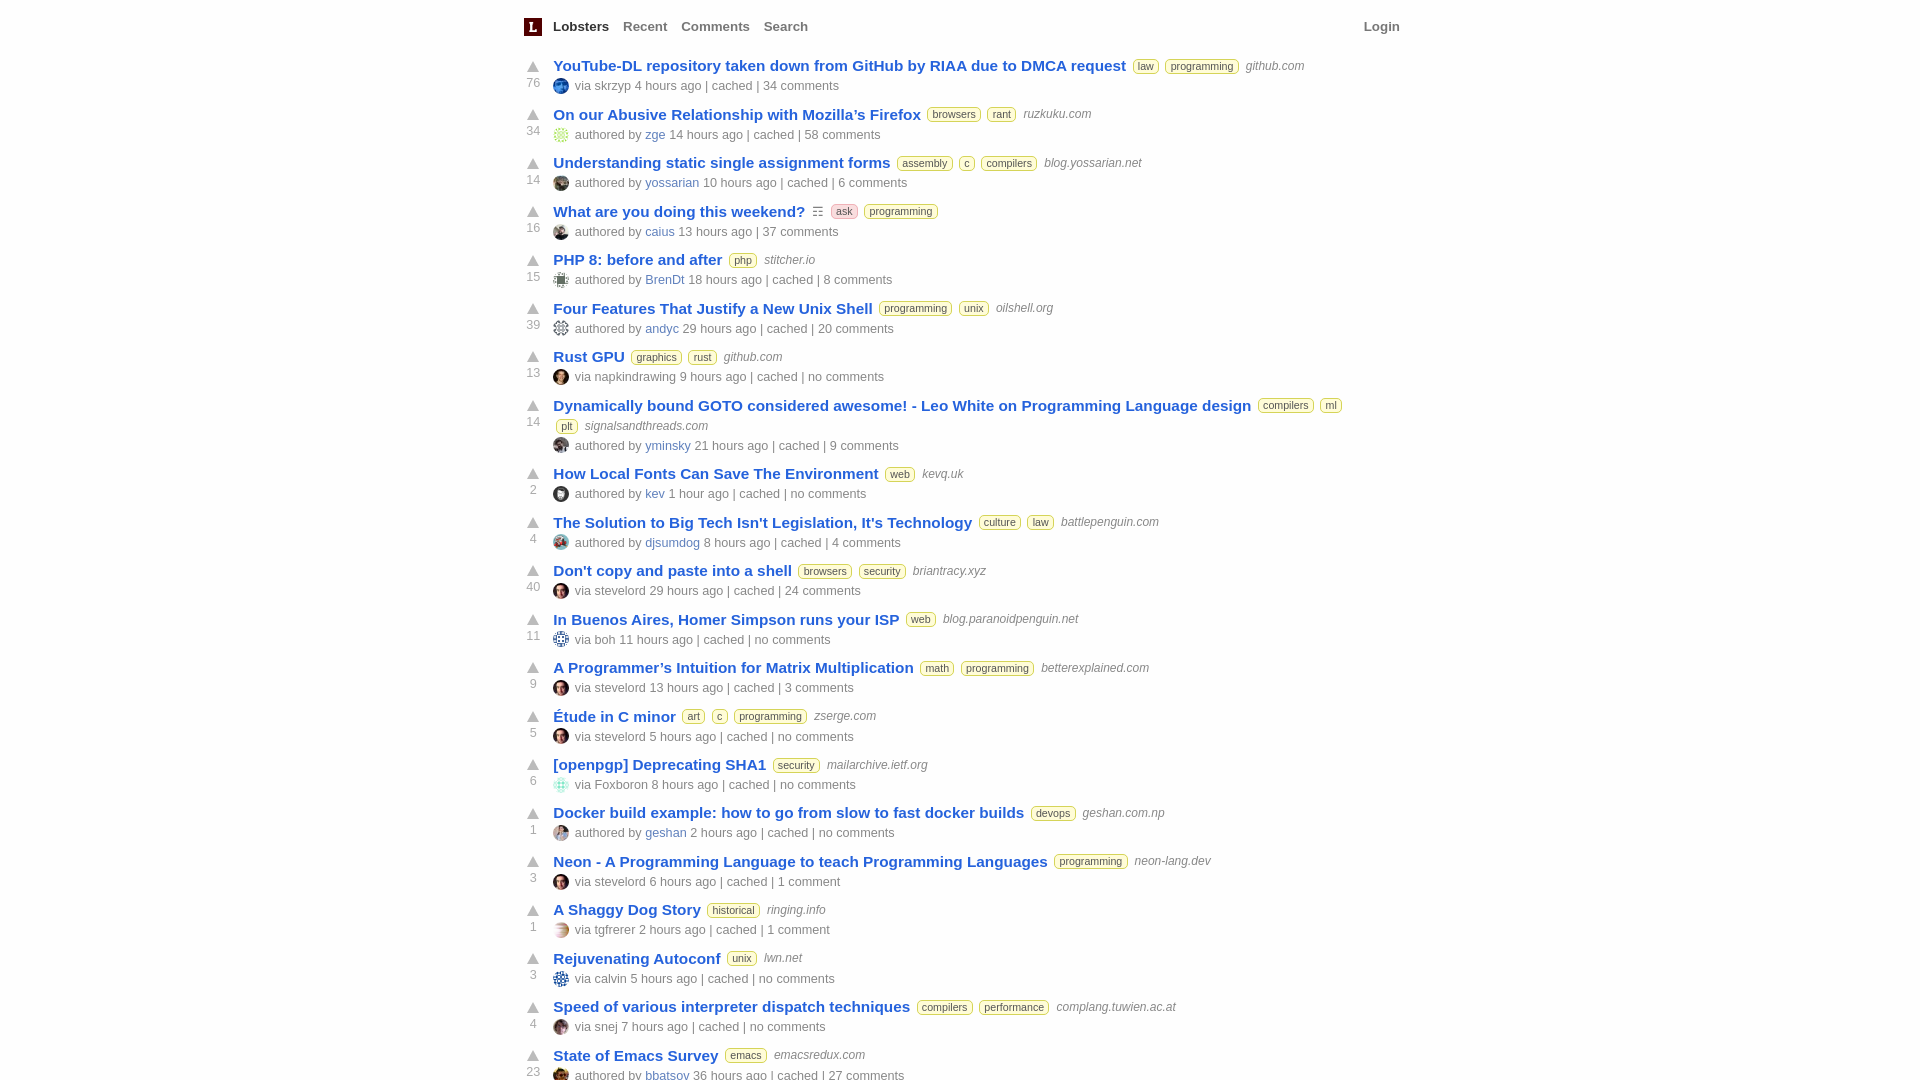 L Lobsters Recent Comments Search Login
YouTube-DL repository taken down from GitHub by RIAA due to DMCA request law programming github.com
76
via skrzyp 4 hours ago | cached | 34 comments
On our Abusive Relationship with Mozilla’s Firefox browsers rant ruzkuku.com
34
authored by zge 14 hours ago | cached | 58 comments
Understanding static single assignment forms assembly c compilers blog.yossarian.net
14
authored by yossarian 10 hours ago | cached | 6 comments
What are you doing this weekend? ☶ ask programming
16
authored by caius 13 hours ago | 37 comments
PHP 8: before and after php stitcher.io
15
authored by BrenDt 18 hours ago | cached | 8 comments
Four Features That Justify a New Unix Shell programming unix oilshell.org
39
authored by andyc 29 hours ago | cached | 20 comments
Rust GPU graphics rust github.com
13
via napkindrawing 9 hours ago | cached | no comments
Dynamically bound GOTO considered awesome! - Leo White on Programming Language design compilers ml
14
plt signalsandthreads.com
authored by yminsky 21 hours ago | cached | 9 comments
How Local Fonts Can Save The Environment web kevq.uk
2
authored by kev 1 hour ago | cached | no comments
The Solution to Big Tech Isn't Legislation, It's Technology culture law battlepenguin.com
4
authored by djsumdog 8 hours ago | cached | 4 comments
Don't copy and paste into a shell browsers security briantracy.xyz
40
via stevelord 29 hours ago | cached | 24 comments
In Buenos Aires, Homer Simpson runs your ISP web blog.paranoidpenguin.net
11
via boh 11 hours ago | cached | no comments
A Programmer’s Intuition for Matrix Multiplication math programming betterexplained.com
9
via stevelord 13 hours ago | cached | 3 comments
Étude in C minor art c programming zserge.com
5
via stevelord 5 hours ago | cached | no comments
[openpgp] Deprecating SHA1 security mailarchive.ietf.org
6
via Foxboron 8 hours ago | cached | no comments
Docker build example: how to go from slow to fast docker builds devops geshan.com.np
1
authored by geshan 2 hours ago | cached | no comments
Neon - A Programming Language to teach Programming Languages programming neon-lang.dev
3
via stevelord 6 hours ago | cached | 1 comment
A Shaggy Dog Story historical ringing.info
1
via tgfrerer 2 hours ago | cached | 1 comment
Rejuvenating Autoconf unix lwn.net
3
via calvin 5 hours ago | cached | no comments
Speed of various interpreter dispatch techniques compilers performance complang.tuwien.ac.at
4
via snej 7 hours ago | cached | no comments
State of Emacs Survey emacs emacsredux.com
23
authored by bbatsov 36 hours ago | cached | 27 comments